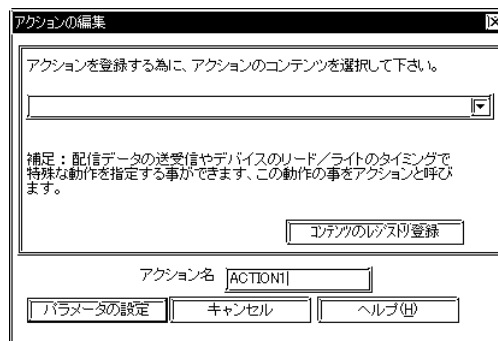 アクションの編集
アクションを登録する為に、アクションのコンテンツを選択して下さい。
補足：配信データの送受信やデバイスのリード／ライトのタイミングで
特殊な動作を指定する事ができます、この動作の事をアクションと呼び
ます。
コンテンツのレジストリ登録
アクション名 ACTION1
パラメータの設定 キャンセル ヘルプ(H)